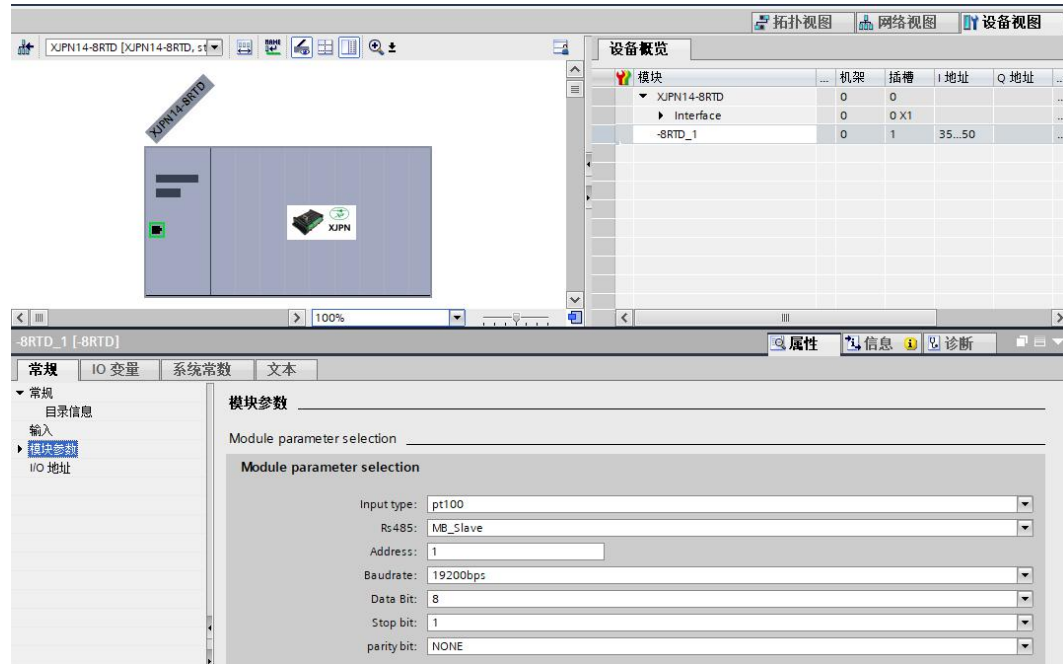 拓扑视图 网络视图 设备视图
XJPN14-8RTD [XJPN14-8RTD, st
设备概览
模块 ... 机架 插槽 I 地址 Q 地址 ...
XJPN14-8RTD 0 0
Interface 0 0 X1
-8RTD_1 0 1 35...50
XJPN14-8RTD
XJPN
100%
-8RTD_1 [-8RTD]
属性 信息 诊断
常规 IO 变量 系统常数 文本
常规
目录信息
输入
模块参数
I/O 地址
模块参数
Module parameter selection
Module parameter selection
Input type: pt100
Rs485: MB_Slave
Address: 1
Baudrate: 19200bps
Data Bit: 8
Stop bit: 1
parity bit: NONE